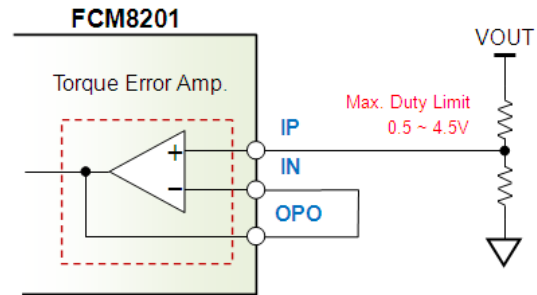 FCM8201
VOUT
Torque Error Amp.
Max. Duty Limit
0.5 ~ 4.5V
IP
+
IN
−
OPO